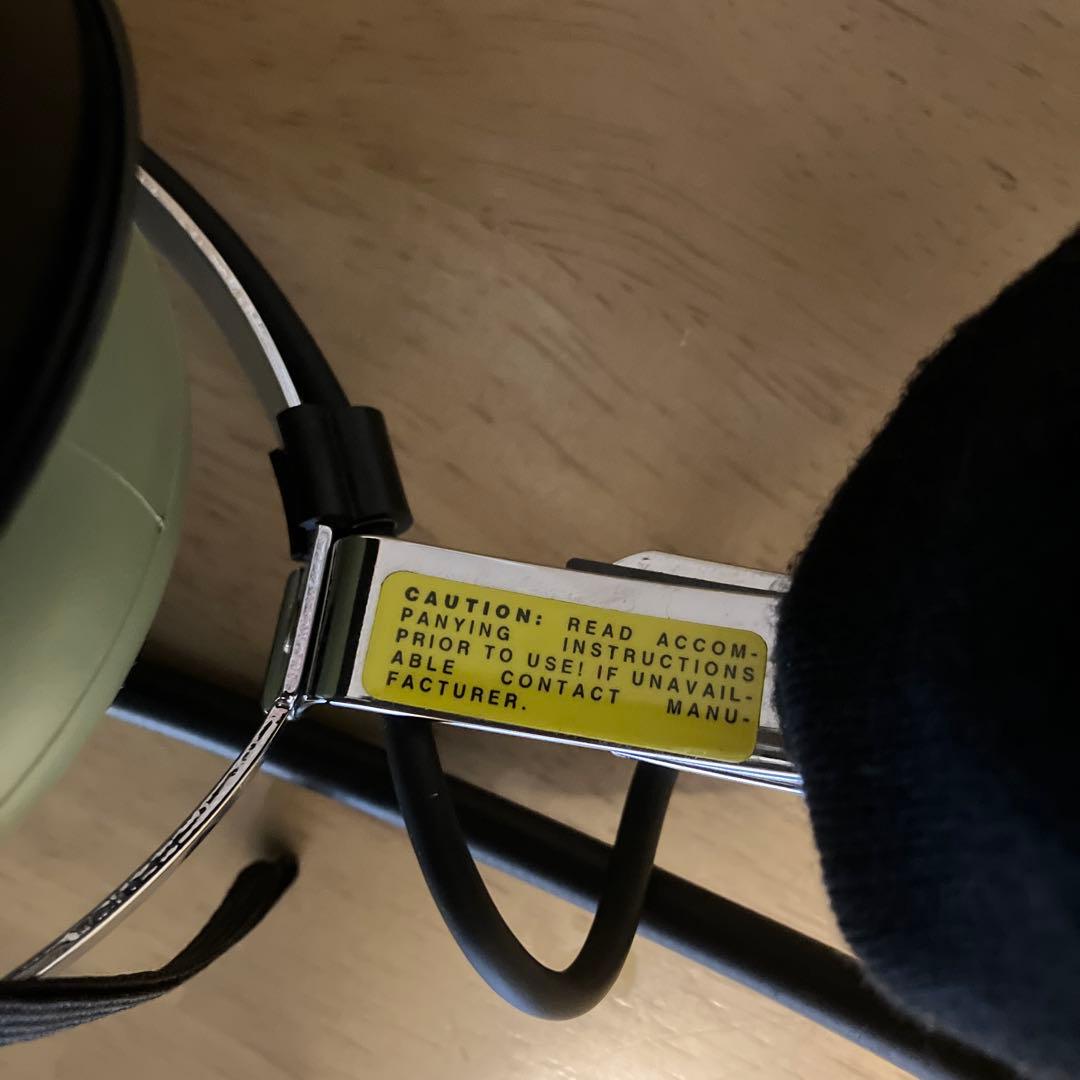 CAUTION: READ ACCOM-
PANYING INSTRUCTIONS
PRIOR TO USE! IF UNAVAIL-
ABLE CONTACT MANU-
FACTURER.